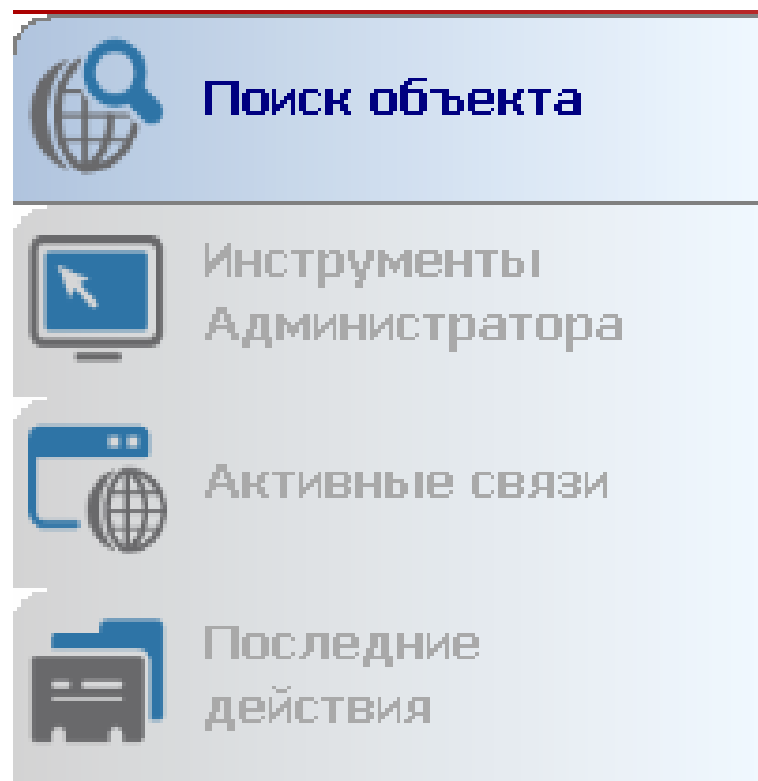 Поиск объекта
Инструменты
Администратора
Активные связи
Последние
действия